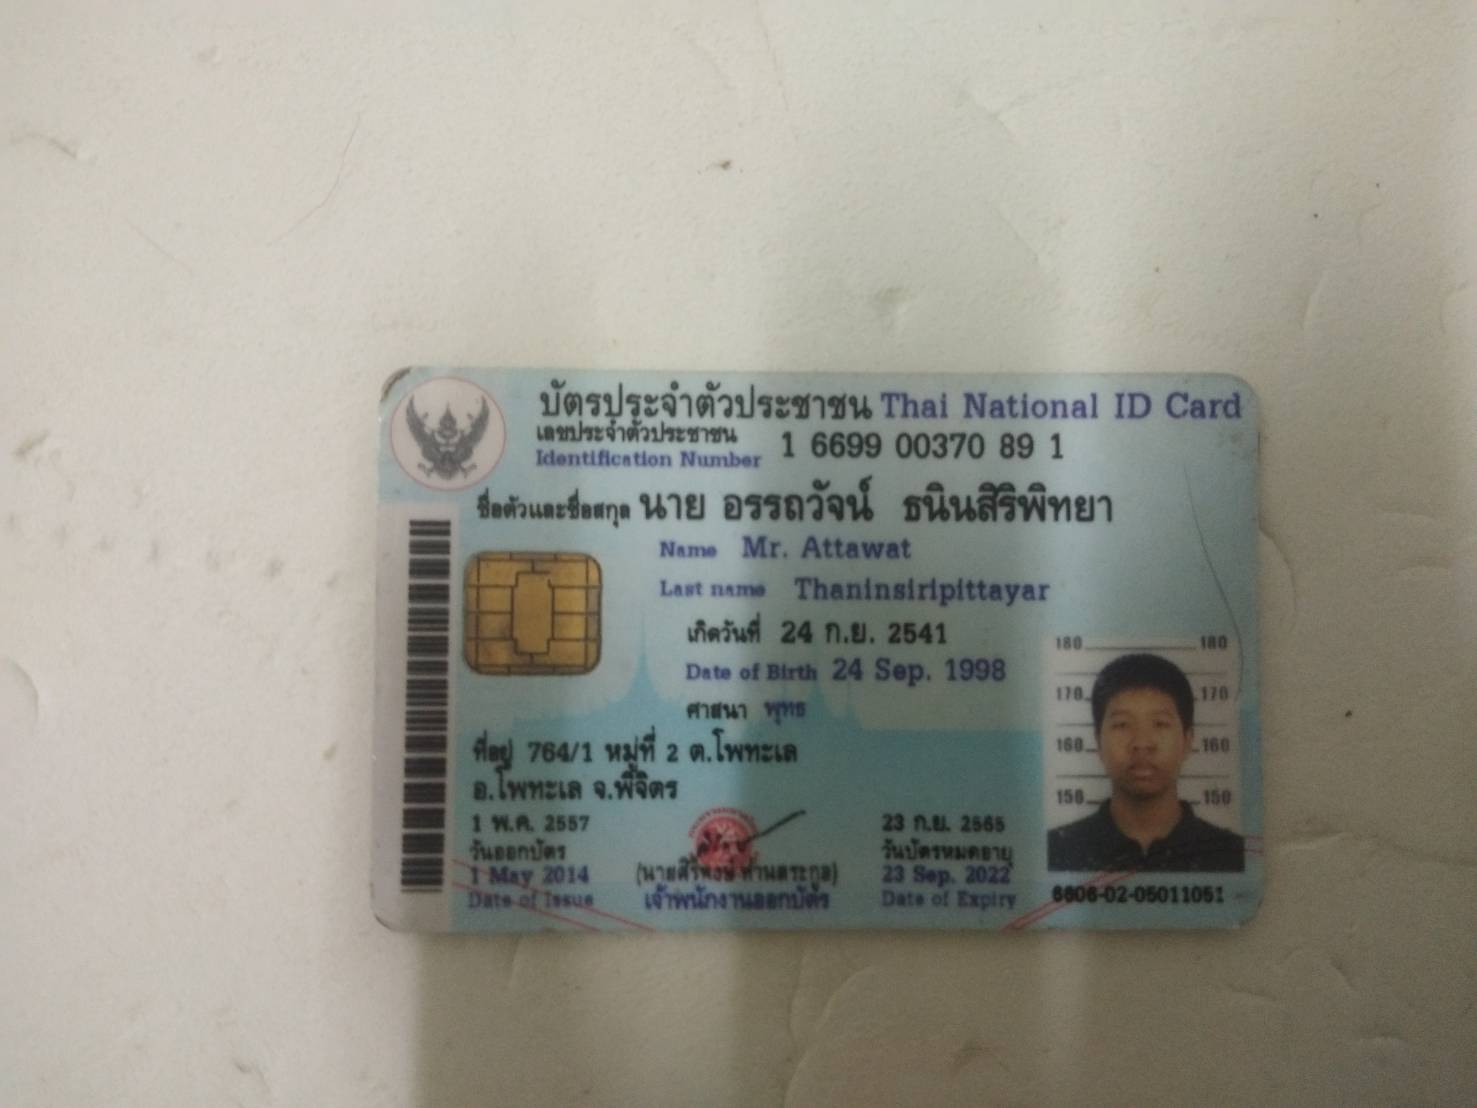 บัตรประจำตัวประชาชน Thai National ID Card
เลขประจำตัวประชาชน
Identification Number 1 6699 00370 89 1
ชื่อตัวและชื่อสกุล นาย อรรถวัจน์ ธนินสิริพิทยา
Name Mr. Attawat
Last name Thaninsiripittayar
เกิดวันที่ 24 ก.ย. 2541
Date of Birth 24 Sep. 1998
ศาสนา พุทธ
ที่อยู่ 764/1 หมู่ที่ 2 ต.โพทะเล
อ.โพทะเล จ.พิจิตร
1 พ.ค. 2557
วันออกบัตร
1 May 2014
Date of Issue
เจ้าพนักงานออกบัตร
23 ก.ย. 2565
วันบัตรหมดอายุ
23 Sep. 2022
Date of Expiry
180 180
170 170
160 160
150 150
6606-02-05011051